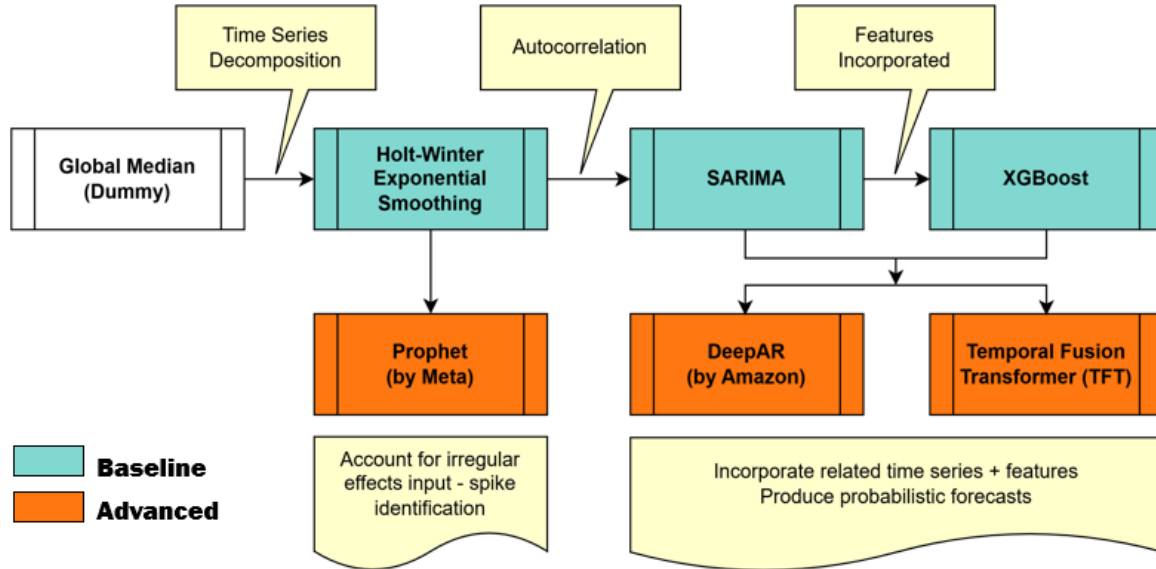 Time Series
Decomposition
Autocorrelation
Features
Incorporated
Global Median
(Dummy)
Holt-Winter
Exponential
Smoothing
SARIMA
XGBoost
Prophet
(by Meta)
DeepAR
(by Amazon)
Temporal Fusion
Transformer (TFT)
Baseline
Advanced
Account for irregular
effects input - spike
identification
Incorporate related time series + features
Produce probabilistic forecasts